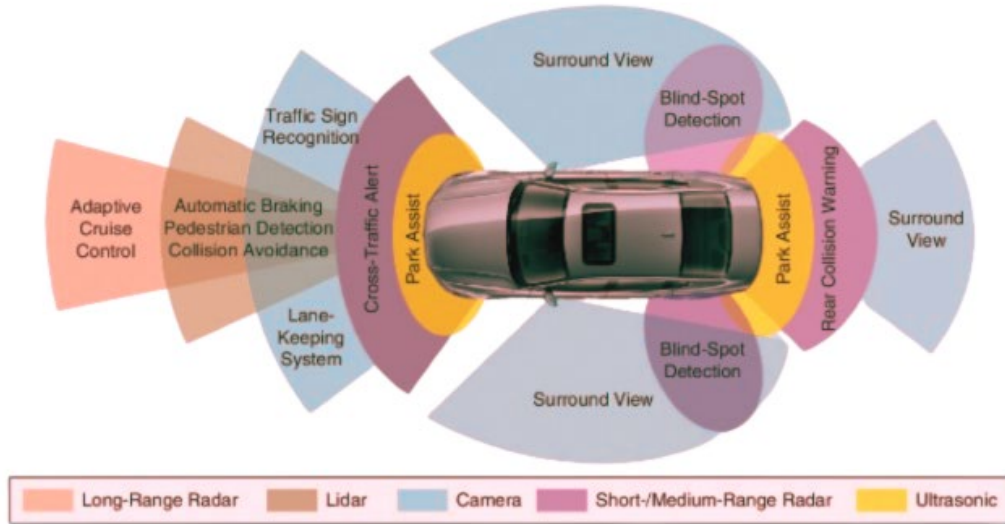 Surround View
Blind-Spot
Detection
Traffic Sign
Recognition
Adaptive
Cruise
Control
Automatic Braking
Pedestrian Detection
Collision Avoidance
Cross-Traffic Alert
Park Assist
Park Assist
Rear Collision Warning
Surround
View
Lane-
Keeping
System
Blind-Spot
Detection
Surround View
Long-Range Radar
Lidar
Camera
Short-/Medium-Range Radar
Ultrasonic